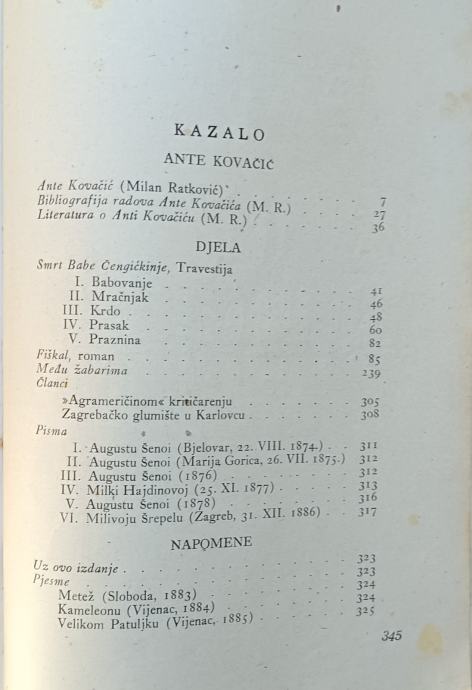 KAZALO
ANTE KOVAČIĆ
Ante Kovačić (Milan Ratković) . . . . . . . 7
Bibliografija radova Ante Kovačića (M. R.) . . . . 27
Literatura o Anti Kovačiću (M. R.) . . . . . . 36
DJELA
Smrt Babe Čengićkinje, Travestija
I. Babovanje . . . . . . . . . 41
II. Mračnjak . . . . . . . . . 46
III. Krdo . . . . . . . . . . 48
IV. Prasak . . . . . . . . . 60
V. Praznina . . . . . . . . . 82
Fiškal, roman . . . . . . . . . 85
Među žabarima . . . . . . . . . 239
Članci
»Agrameričinom« kritičarenju . . . . . . 305
Zagrebačko glumište u Karlovcu . . . . . . 308
Pisma
I. Augustu Šenoi (Bjelovar, 22. VIII. 1874.) . . 311
II. Augustu Šenoi (Marija Gorica, 26. VII. 1875.) 312
III. Augustu Šenoi (1876) . . . . . . 312
IV. Milki Hajdinovoj (25. XI. 1877) . . . . 313
V. Augustu Šenoi (1878) . . . . . . 316
VI. Milivoju Šrepelu (Zagreb, 31. XII. 1886) . . 317
NAPOMENE
Uz ovo izdanje . . . . . . . . . 323
Pjesme . . . . . . . . . . . 323
Metež (Sloboda, 1883) . . . . . . . 324
Kameleonu (Vijenac, 1884) . . . . . . 324
Velikom Patuljku (Vijenac, 1885) . . . . . 325
345